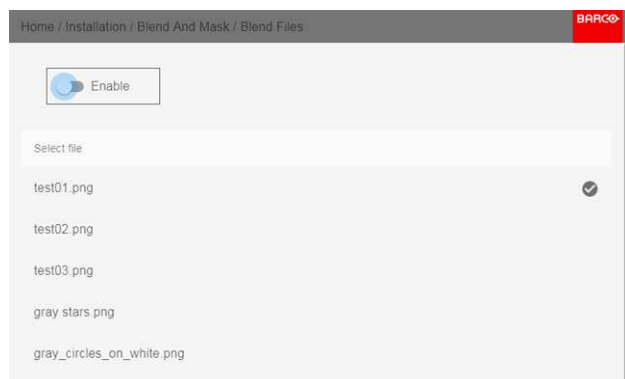 Home / Installation / Blend And Mask / Blend Files
BARCO
Enable
Select file
test01.png
test02.png
test03.png
gray stars.png
gray_circles_on_white.png